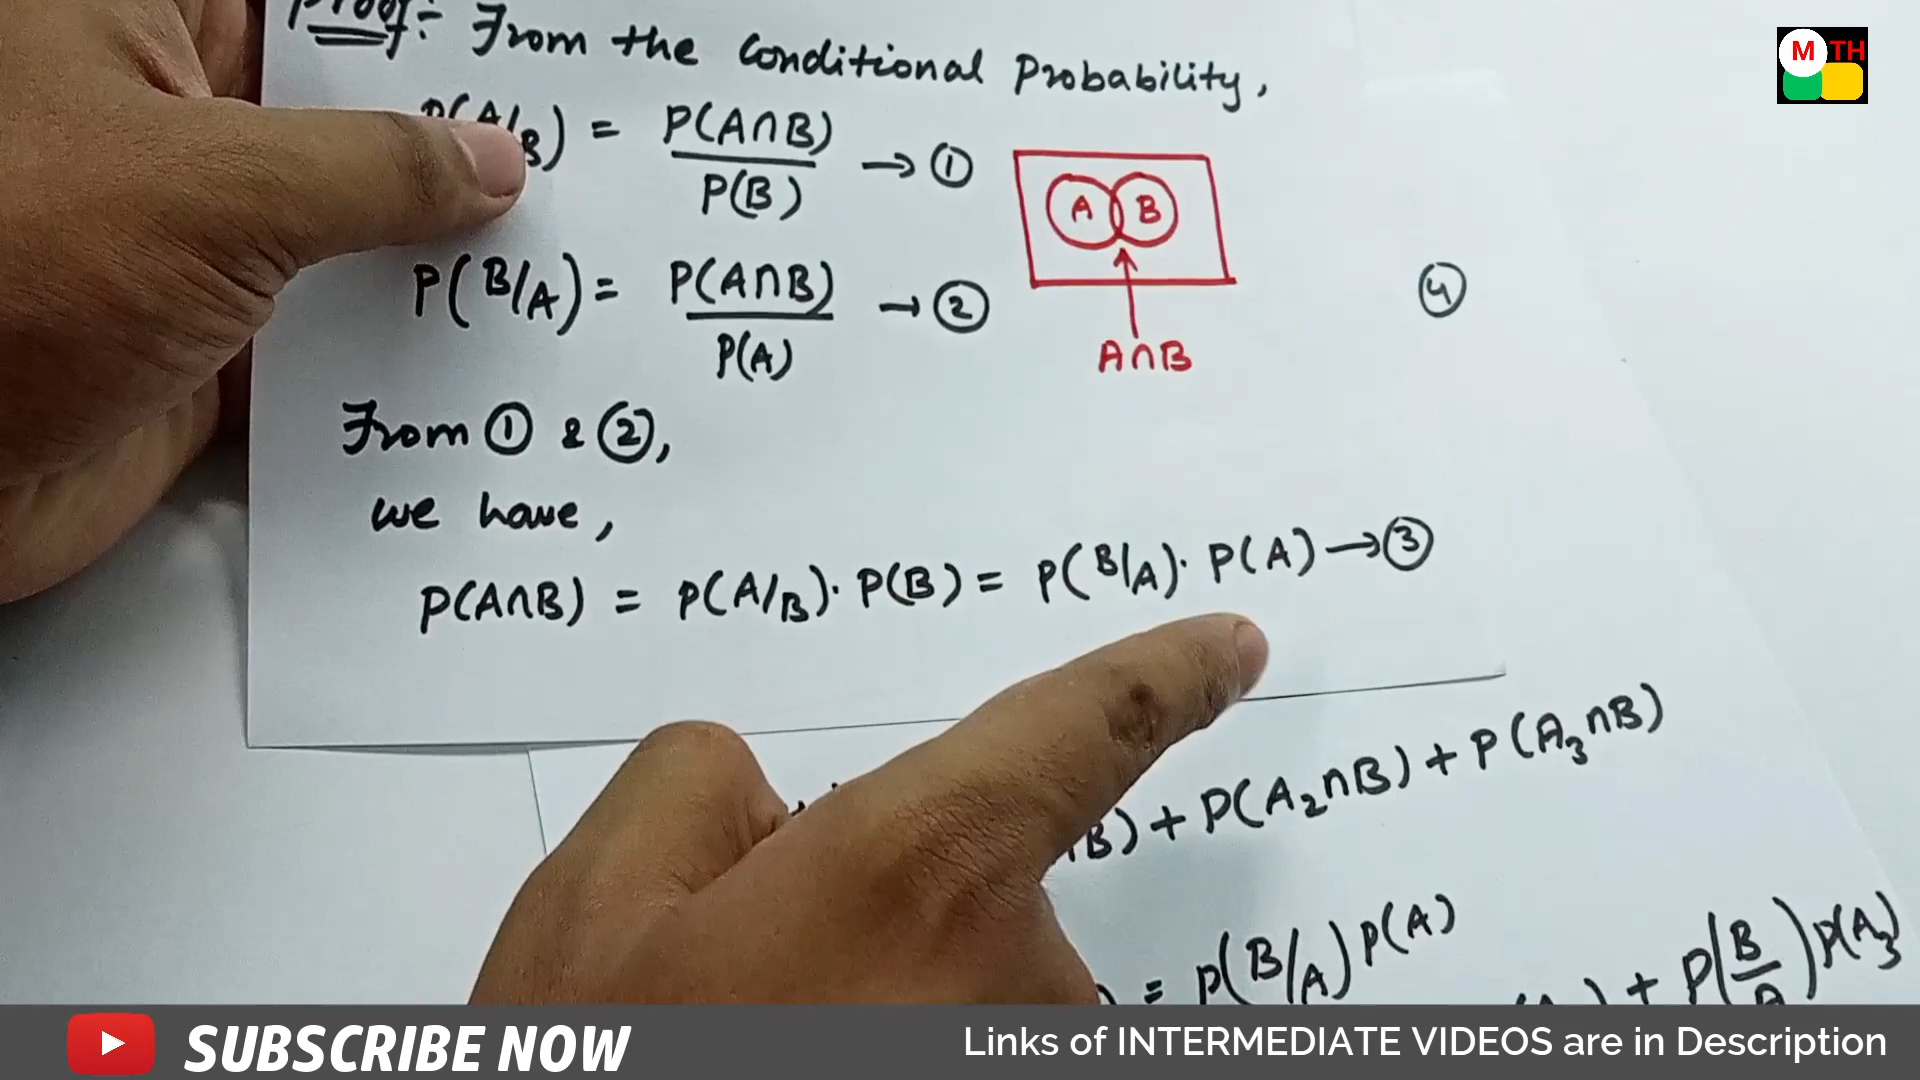 Proof:- From the Conditional Probability,
P(A/B) = P(A∩B) / P(B) → ①
P(B/A) = P(A∩B) / P(A) → ②
A B
A∩B
④
From ① & ②,
we have,
P(A∩B) = P(A/B)· P(B) = P(B/A)· P(A) → ③
B) + P(A₂∩B) + P(A₃∩B)
) = P(B/A) P(A)
) + P(B/A) P(A₃)
M TH
SUBSCRIBE NOW
Links of INTERMEDIATE VIDEOS are in Description